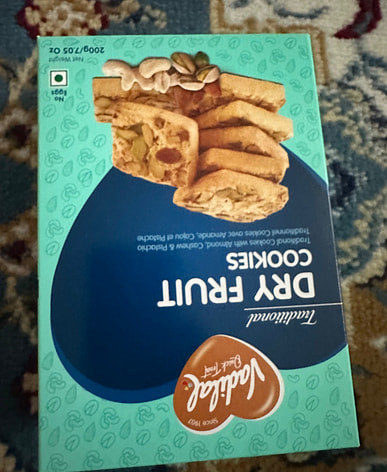 Since 1907
Vadilal
Quick Treat
Traditional
DRY FRUIT
COOKIES
Traditional Cookies with Almond, Cashew & Pistachio
Traditionnel Cookies avec Amande, Cajou et Pistache
No
Eggs
Net Weight
200g/7.05 Oz